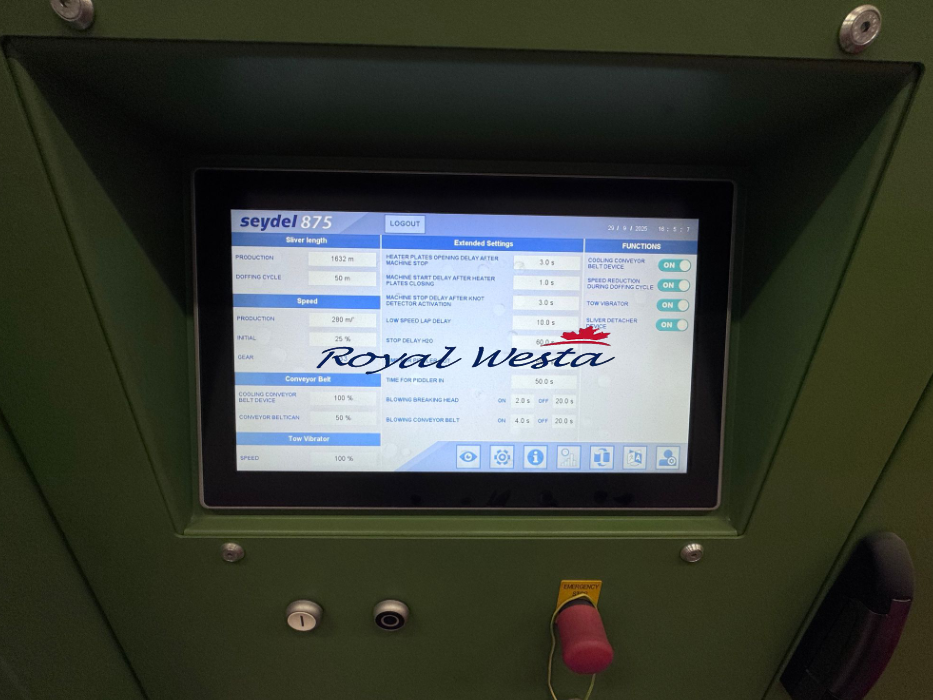 seydel 875
LOGOUT
29 / 9 / 2025 16 : 5 : 7
Sliver length
PRODUCTION 1632 m
DOFFING CYCLE 50 m
Speed
PRODUCTION 280 m/'
INITIAL 25 %
GEAR
Conveyor Belt
COOLING CONVEYOR
BELT DEVICE 100 %
CONVEYOR BELT/CAN 50 %
Tow Vibrator
SPEED 100 %
Extended Settings
HEATER PLATES OPENING DELAY AFTER
MACHINE STOP 3.0 s
MACHINE START DELAY AFTER HEATER
PLATES CLOSING 1.0 s
MACHINE STOP DELAY AFTER KNOT
DETECTOR ACTIVATION 3.0 s
LOW SPEED LAP DELAY 10.0 s
STOP DELAY H2O 60.0 s
TIME FOR PIDDLER IN 50.0 s
BLOWING BREAKING HEAD ON 2.0 s OFF 20.0 s
BLOWING CONVEYOR BELT ON 4.0 s OFF 20.0 s
FUNCTIONS
COOLING CONVEYOR
BELT DEVICE ON
SPEED REDUCTION
DURING DOFFING CYCLE ON
TOW VIBRATOR ON
SLIVER DETACHER
DEVICE ON
Royal Westa
EMERGENCY